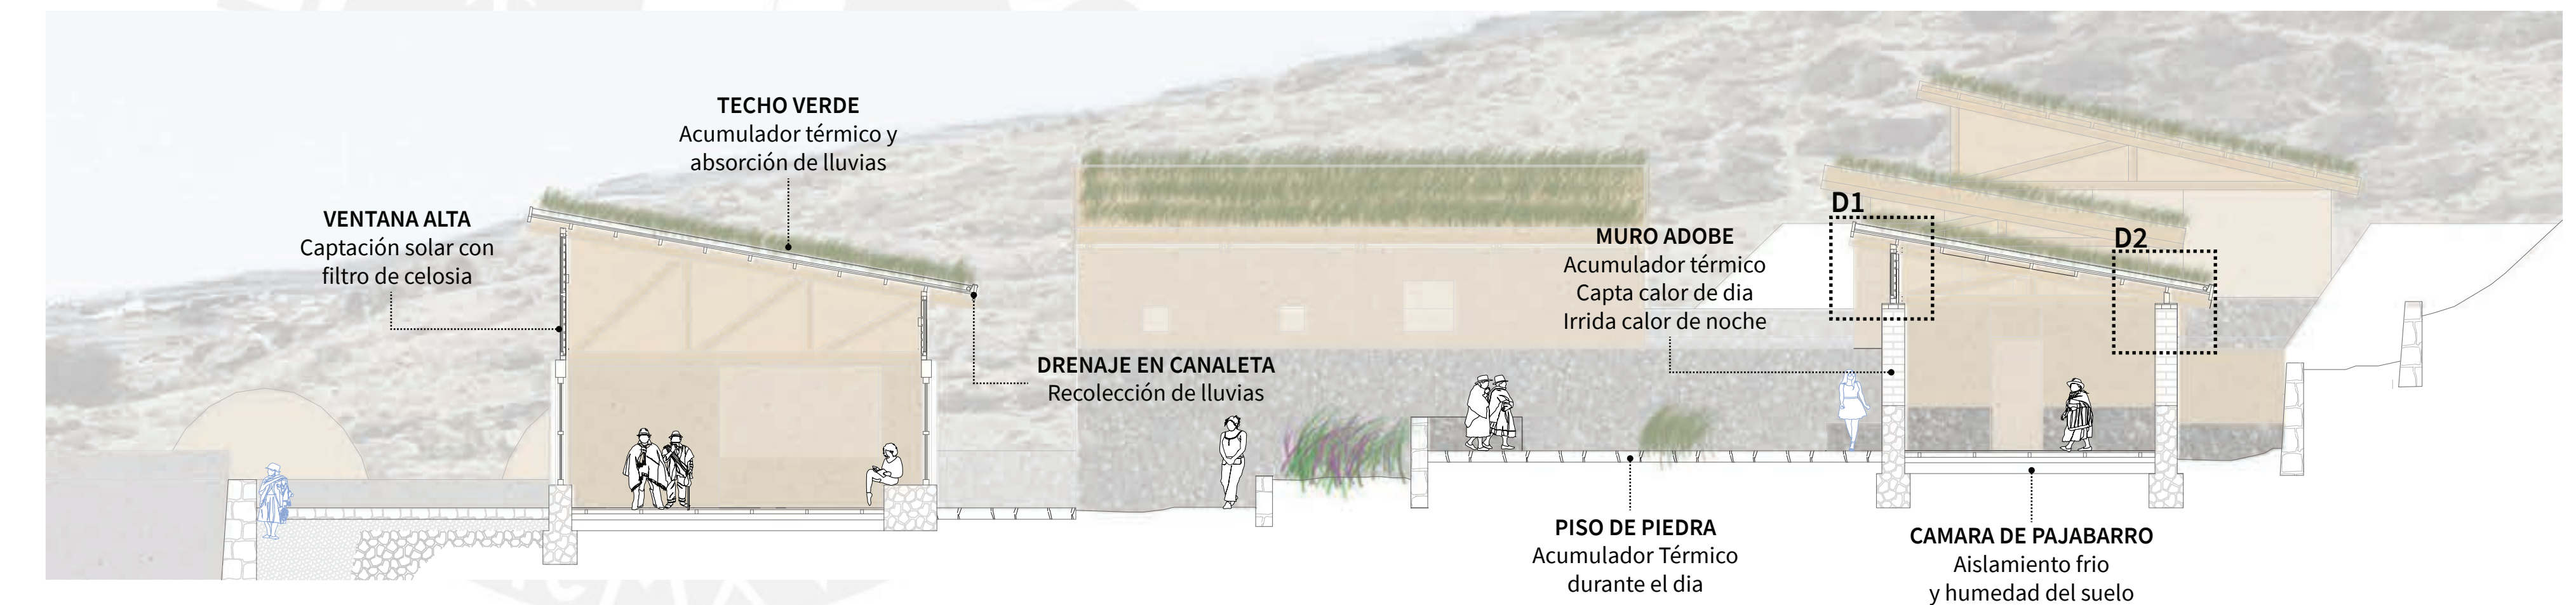 TECHO VERDE
Acumulador térmico y
absorción de lluvias
VENTANA ALTA
Captación solar con
filtro de celosia
DRENAJE EN CANALETA
Recolección de lluvias
MURO ADOBE
Acumulador térmico
Capta calor de dia
Irrida calor de noche
D1
D2
PISO DE PIEDRA
Acumulador Térmico
durante el dia
CAMARA DE PAJABARRO
Aislamiento frio
y humedad del suelo